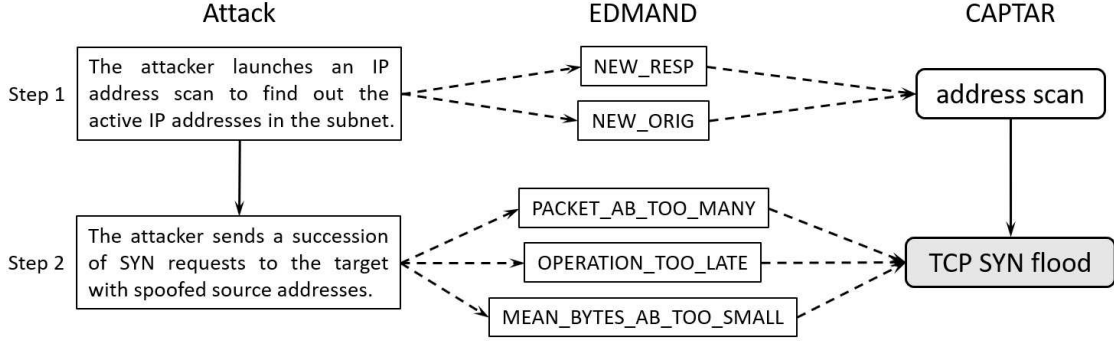 Attack EDMAND CAPTAR
Step 1
The attacker launches an IP
address scan to find out the
active IP addresses in the subnet.
NEW_RESP
NEW_ORIG
address scan
Step 2
The attacker sends a succession
of SYN requests to the target
with spoofed source addresses.
PACKET_AB_TOO_MANY
OPERATION_TOO_LATE
MEAN_BYTES_AB_TOO_SMALL
TCP SYN flood